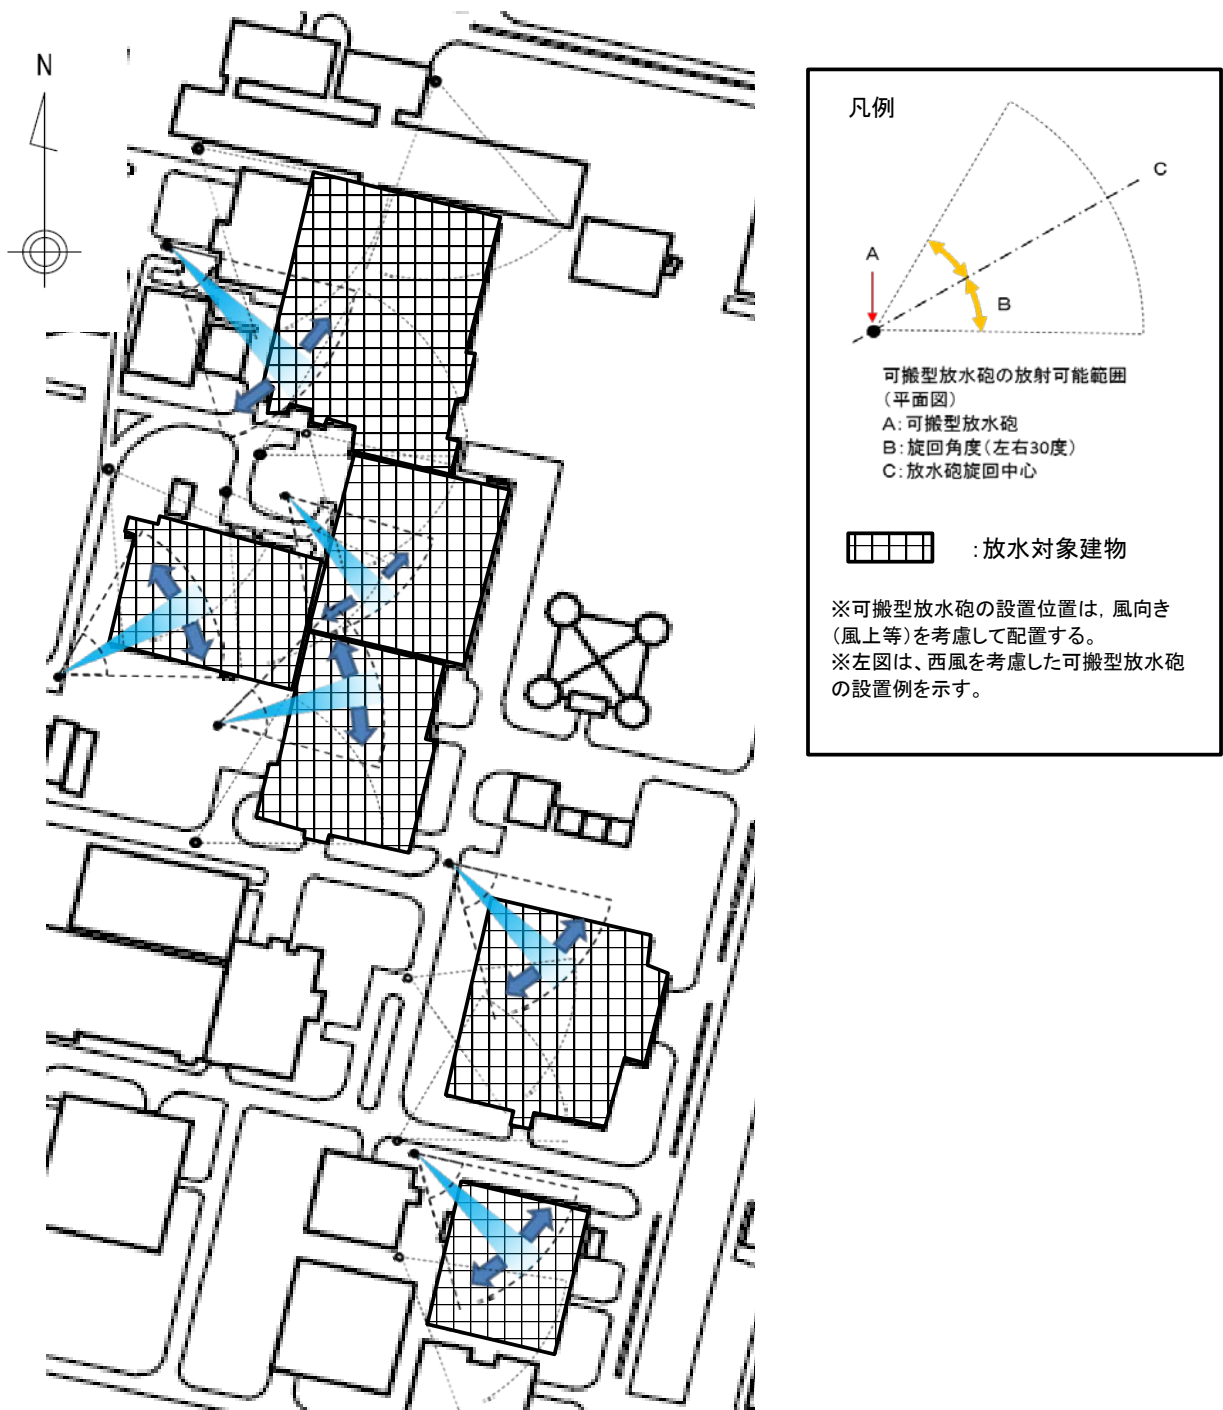 N
凡例
C
A
B
可搬型放水砲の放射可能範囲
(平面図)
A:可搬型放水砲
B:旋回角度(左右30度)
C:放水砲旋回中心
:放水対象建物
※可搬型放水砲の設置位置は, 風向き
(風上等)を考慮して配置する。
※左図は、西風を考慮した可搬型放水砲
の設置例を示す。